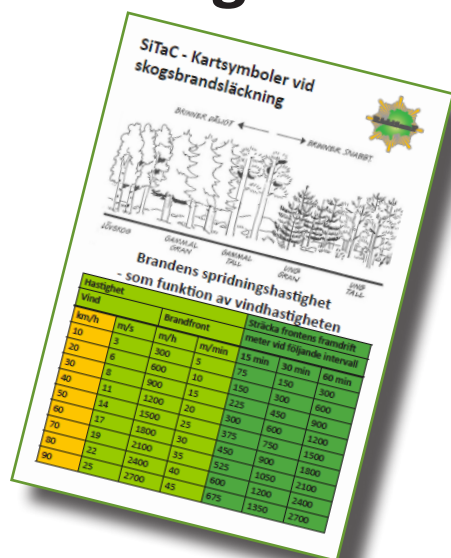 SiTaC - Kartsymboler vid
skogsbrandsläckning
BRINNER DÅLIGT BRINNER SNABBT
LÖVSKOG
GAMMAL
GRAN
GAMMAL
TALL
UNG
GRAN
UNG
TALL
Brandens spridningshastighet
- som funktion av vindhastigheten
Hastighet Sträcka frontens framdrift
Vind Brandfront meter vid följande intervall
km/h m/s m/h m/min 15 min 30 min 60 min
10 3 300 5 75 150 300
20 6 600 10 150 300 600
30 8 900 15 225 450 900
40 11 1200 20 300 600 1200
50 14 1500 25 375 750 1500
60 17 1800 30 450 900 1800
70 19 2100 35 525 1050 2100
80 22 2400 40 600 1200 2400
90 25 2700 45 675 1350 2700